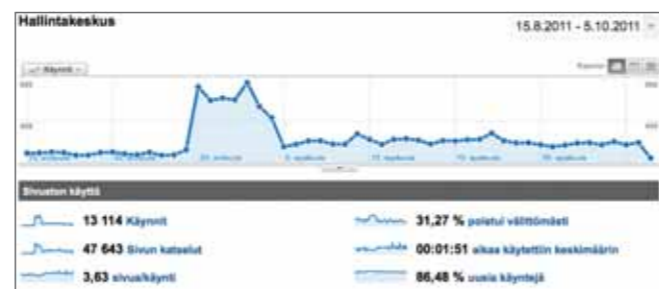 Hallintakeskus
15.8.2011 - 5.10.2011
Käynnit
Sivuston käyttö
13 114 Käynnit
31,27 % poistui välittömästi
47 643 Sivun katselut
00:01:51 aikaa käytettiin keskimäärin
3,63 sivua/käynti
86,48 % uusia käyntejä